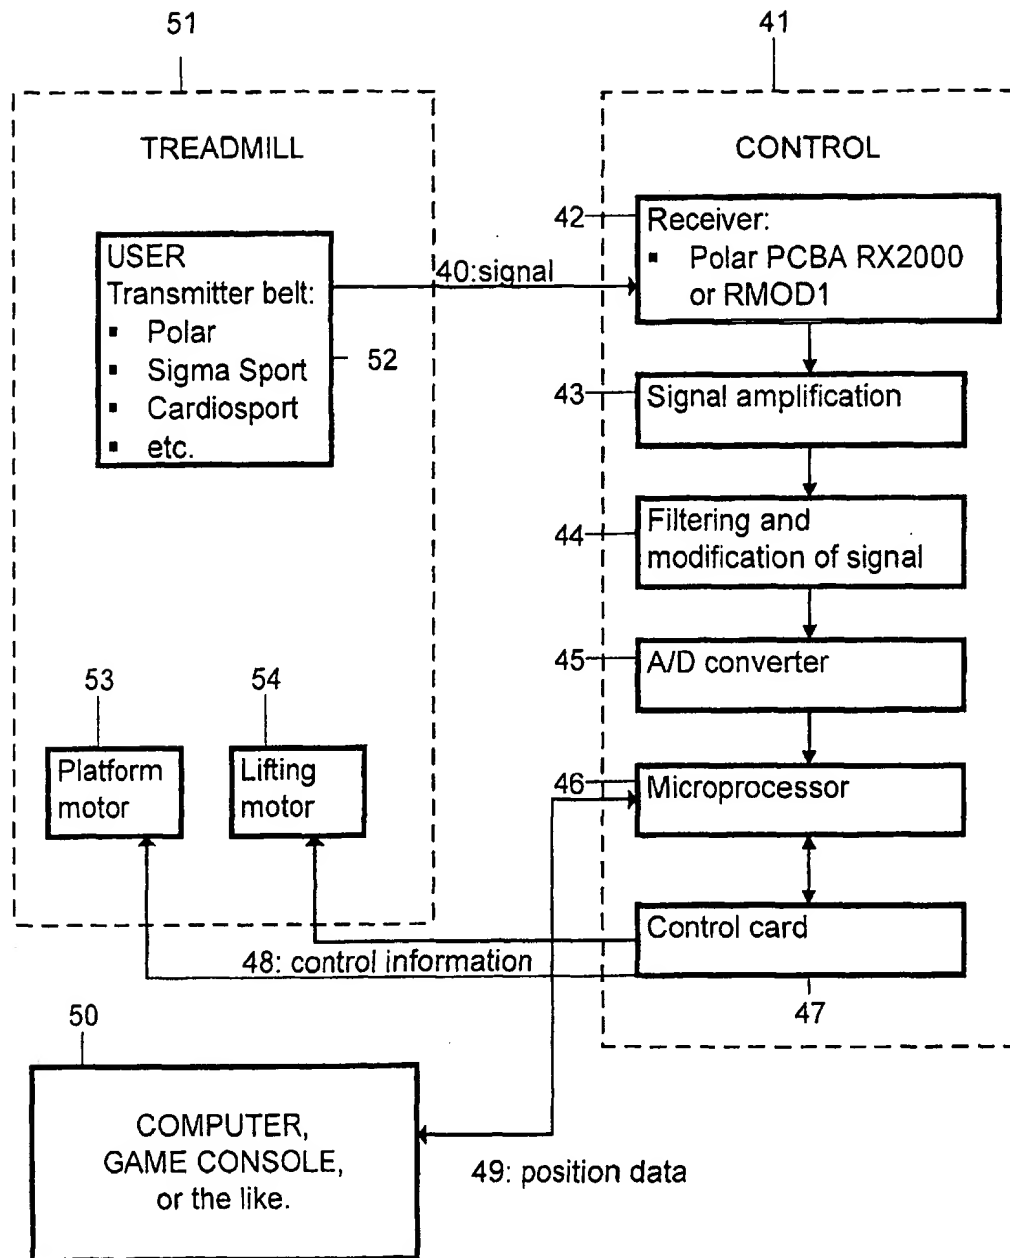 51
41
TREADMILL
CONTROL
USER
Transmitter belt:
▪ Polar
▪ Sigma Sport
▪ Cardiosport
▪ etc.
52
40:signal
42
Receiver:
▪ Polar PCBA RX2000
or RMOD1
43
Signal amplification
44
Filtering and
modification of signal
45
A/D converter
53
54
Platform
motor
Lifting
motor
46
Microprocessor
Control card
47
48: control information
50
COMPUTER,
GAME CONSOLE,
or the like.
49: position data